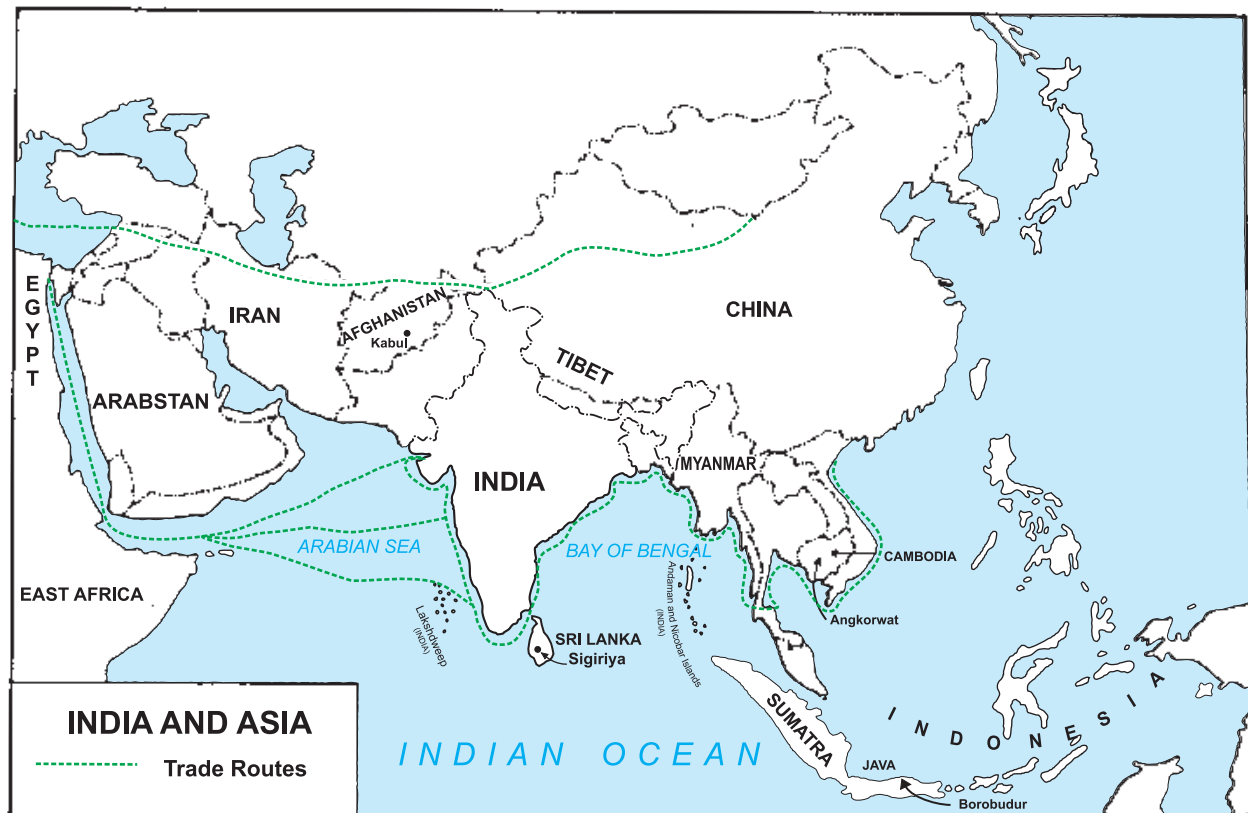 EGYPT
IRAN
AFGHANISTAN
Kabul
CHINA
TIBET
ARABSTAN
INDIA
MYANMAR
ARABIAN SEA
BAY OF BENGAL
CAMBODIA
Angkorwat
EAST AFRICA
Lakshdweep
(INDIA)
Andaman and Nicobar Islands
(INDIA)
SRI LANKA
Sigiriya
SUMATRA
INDONESIA
JAVA
Borobudur
INDIAN OCEAN
INDIA AND ASIA
Trade Routes